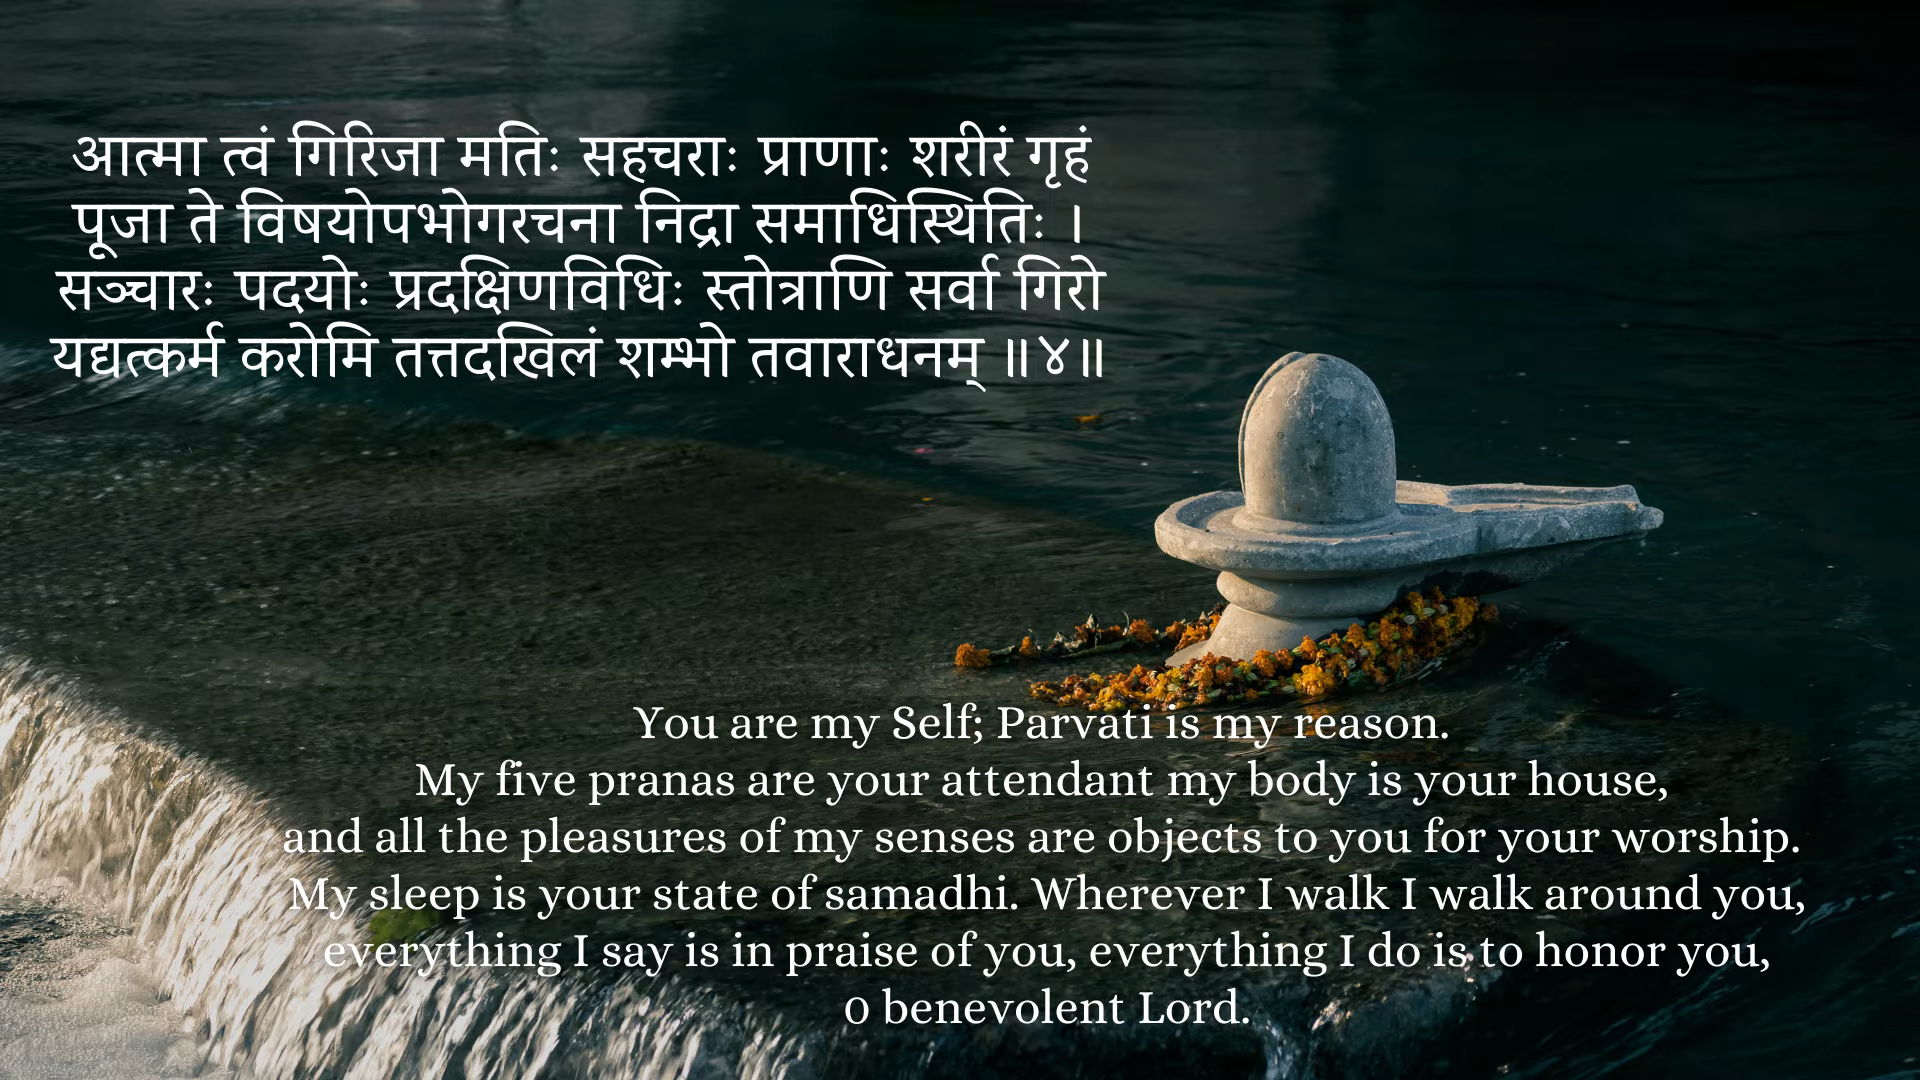 आत्मा त्वं गिरिजा मतिः सहचराः प्राणाः शरीरं गृहं
पूजा ते विषयोपभोगरचना निद्रा समाधिस्थितिः ।
सञ्चारः पदयोः प्रदक्षिणविधिः स्तोत्राणि सर्वा गिरो
यद्यत्कर्म करोमि तत्तदखिलं शम्भो तवाराधनम् ॥४॥
You are my Self; Parvati is my reason.
My five pranas are your attendant my body is your house,
and all the pleasures of my senses are objects to you for your worship.
My sleep is your state of samadhi. Wherever I walk I walk around you,
everything I say is in praise of you, everything I do is to honor you,
0 benevolent Lord.